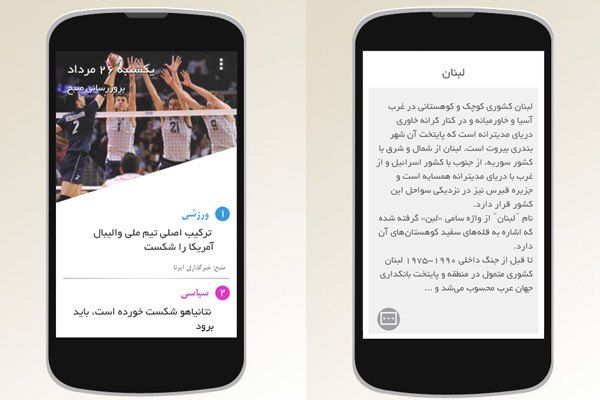 یکشنبه ۲۶ مرداد
بروزرسانی صبح
۱ ورزشی
ترکیب اصلی تیم ملی والیبال
آمریکا را شکست
منبع: خبرگذاری ایرنا
۲ سیاسی
نتانیاهو شکست خورده است، باید
برود
لبنان
لبنان کشوری کوچک و کوهستانی در غرب
آسیا و خاورمیانه و در کنار کرانه خاوری
دریای مدیترانه است که پایتخت آن شهر
بندری بیروت است. لبنان از شمال و شرق با
کشور سوریه، از جنوب با کشور اسرائیل و از
غرب با دریای مدیترانه همسایه است و
جزیره قبرس نیز در نزدیکی سواحل این
کشور قرار دارد.
نام "لبنان" از واژه سامی «لبن» گرفته شده
که اشاره به قله‌های سفید کوهستان‌های آن
دارد.
تا قبل از جنگ داخلی ۱۹۹۰-۱۹۷۵ لبنان
کشوری متمول در منطقه و پایتخت بانکداری
جهان عرب محسوب می‌شد و ...
2
1
21
9